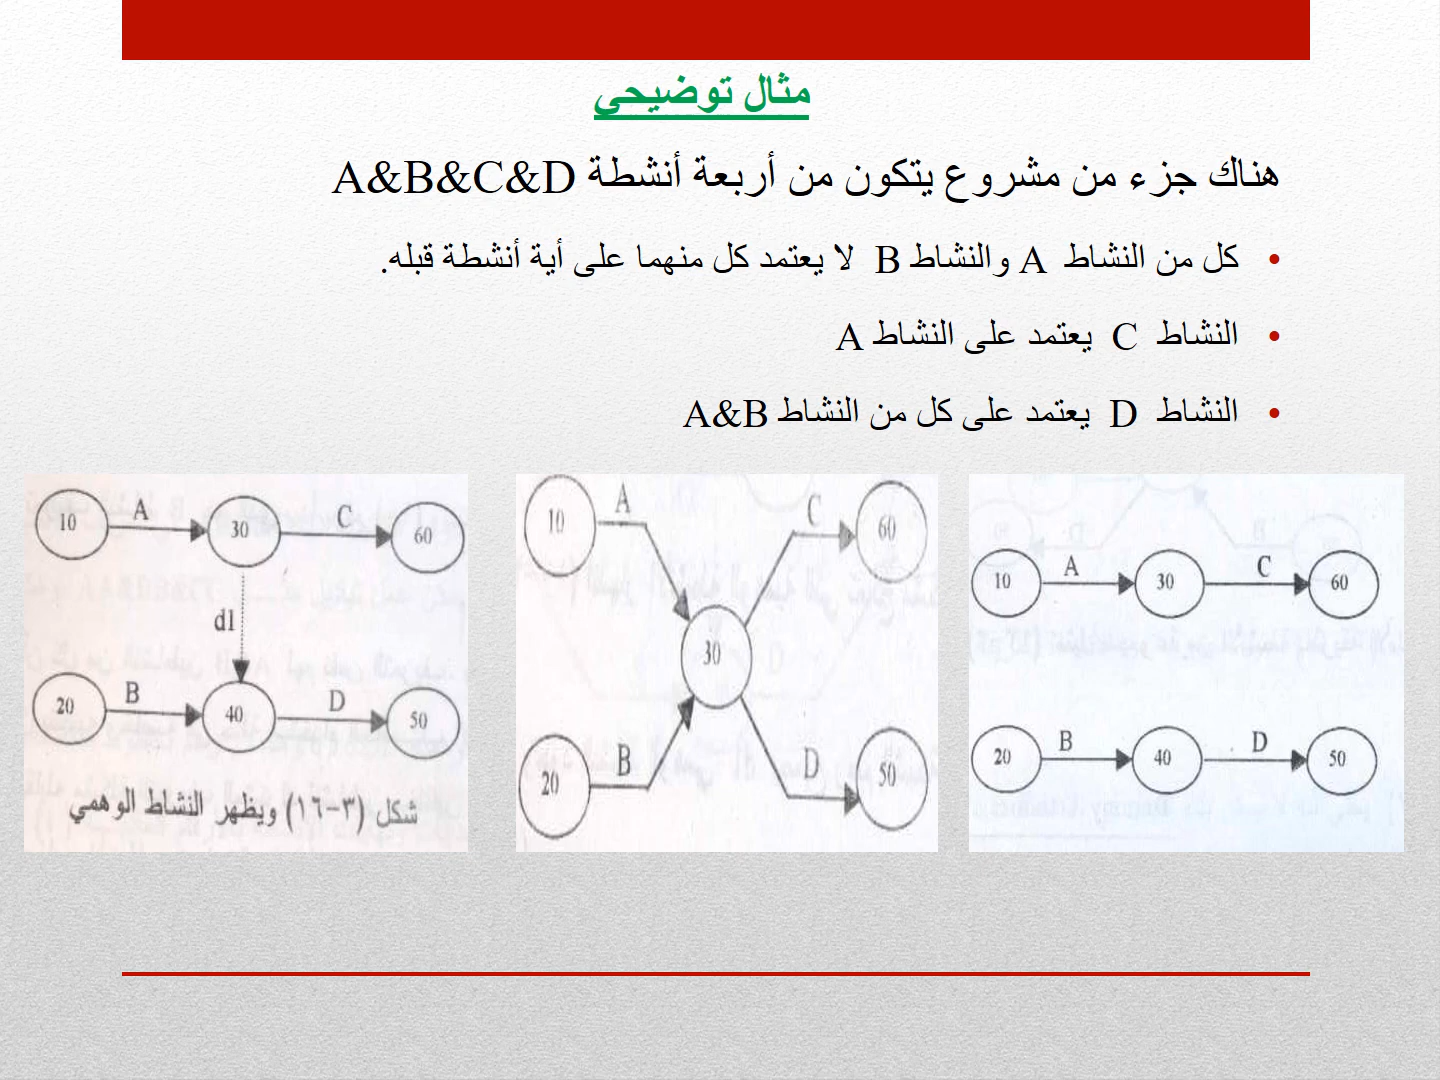 مثال توضيحي
هناك جزء من مشروع يتكون من أربعة أنشطة A&B&C&D
• كل من النشاط A والنشاط B لا يعتمد كل منهما على أية أنشطة قبله.
• النشاط C يعتمد على النشاط A
• النشاط D يعتمد على كل من النشاط A&B
10 A 30 C 60
20 B 40 D 50
10 A C 60
30
20 B D 50
10 A 30 C 60
d1
20 B 40 D 50
شكل (٣-١٦) ويظهر النشاط الوهمي